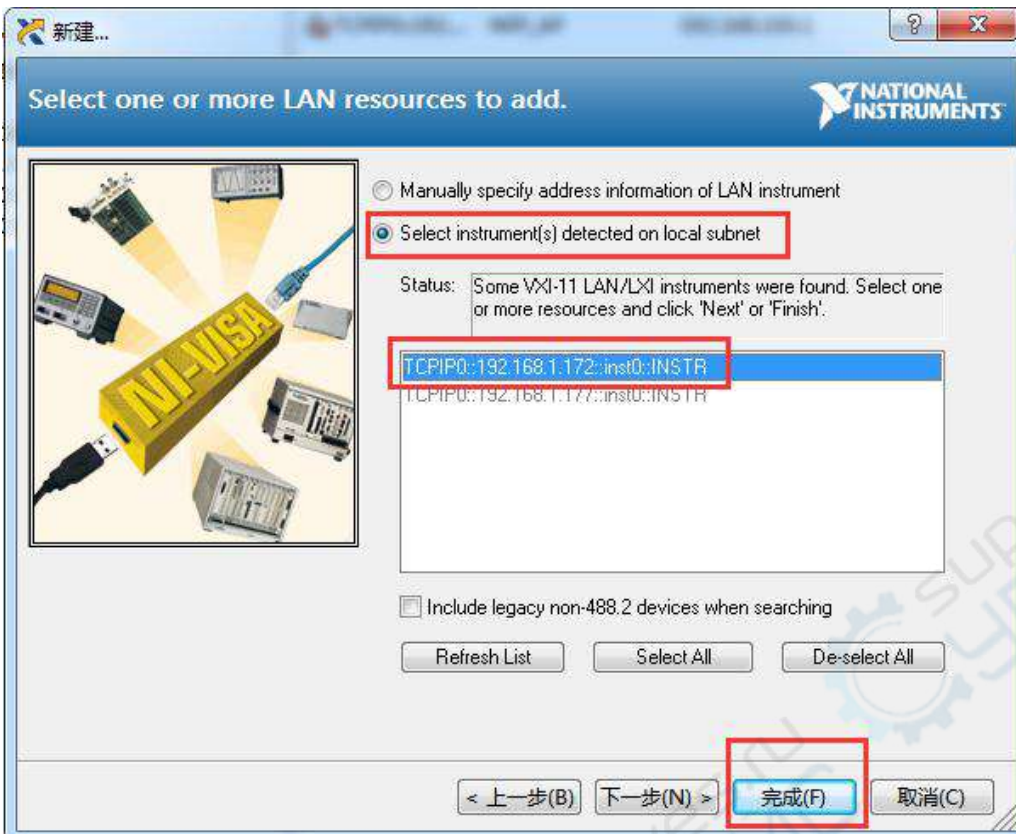 新建...
Select one or more LAN resources to add.
NATIONAL
INSTRUMENTS
NI-VISA
Manually specify address information of LAN instrument
Select instrument(s) detected on local subnet
Status: Some VXI-11 LAN/LXI instruments were found. Select one
or more resources and click 'Next' or 'Finish'.
TCPIP0::192.168.1.172::inst0::INSTR
TCPIP0::192.168.1.177::inst0::INSTR
Include legacy non-488.2 devices when searching
Refresh List Select All De-select All
< 上一步(B) 下一步(N) > 完成(F) 取消(C)